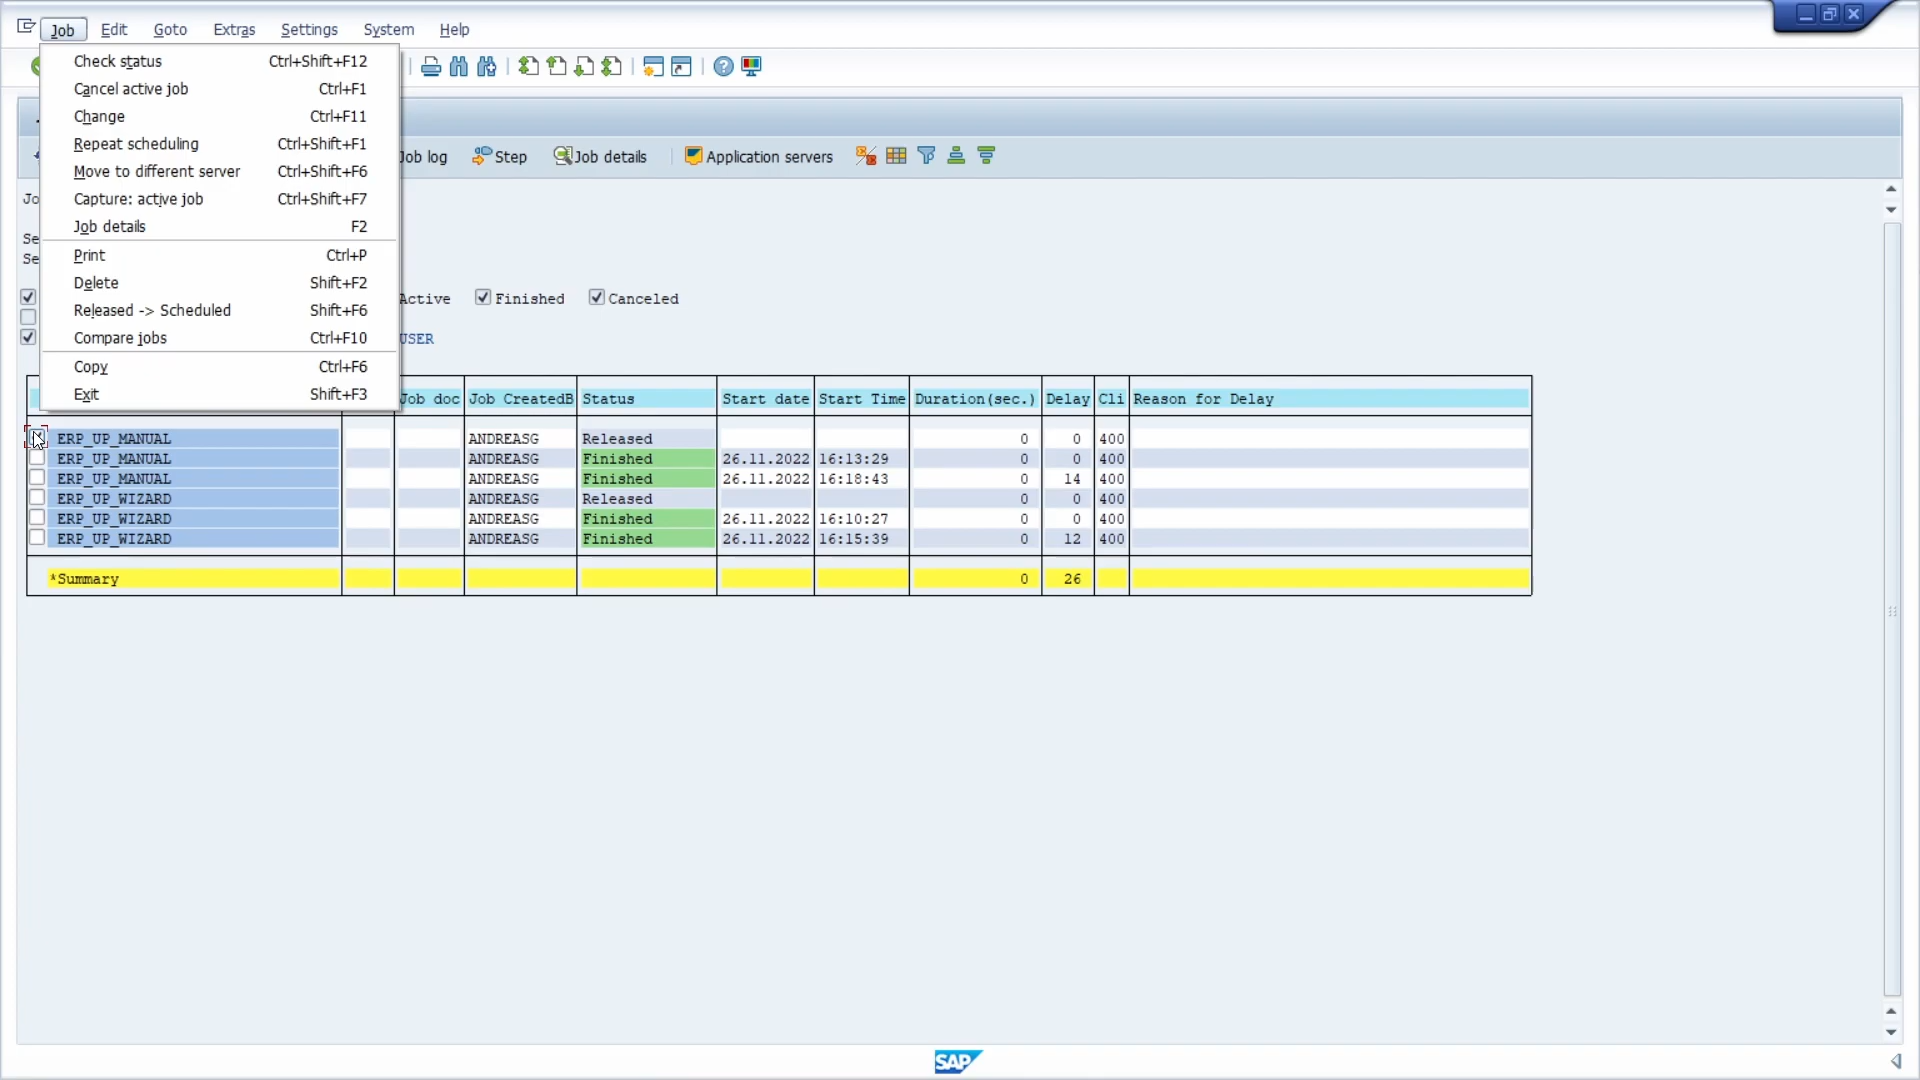 Job Edit Goto Extras Settings System Help
Check status Ctrl+Shift+F12
Cancel active job Ctrl+F1
Change Ctrl+F11
Repeat scheduling Ctrl+Shift+F1
Move to different server Ctrl+Shift+F6
Capture: active job Ctrl+Shift+F7
Job details F2
Print Ctrl+P
Delete Shift+F2
Released -> Scheduled Shift+F6
Compare jobs Ctrl+F10
Copy Ctrl+F6
Exit Shift+F3
Job log Step Job details Application servers
Jo
Se
Se
Active Finished Canceled
USER
Job doc Job CreatedB Status Start date Start Time Duration(sec.) Delay Cli Reason for Delay
ERP_UP_MANUAL ANDREASG Released 0 0 400
ERP_UP_MANUAL ANDREASG Finished 26.11.2022 16:13:29 0 0 400
ERP_UP_MANUAL ANDREASG Finished 26.11.2022 16:18:43 0 14 400
ERP_UP_WIZARD ANDREASG Released 0 0 400
ERP_UP_WIZARD ANDREASG Finished 26.11.2022 16:10:27 0 0 400
ERP_UP_WIZARD ANDREASG Finished 26.11.2022 16:15:39 0 12 400
*Summary 0 26
SAP